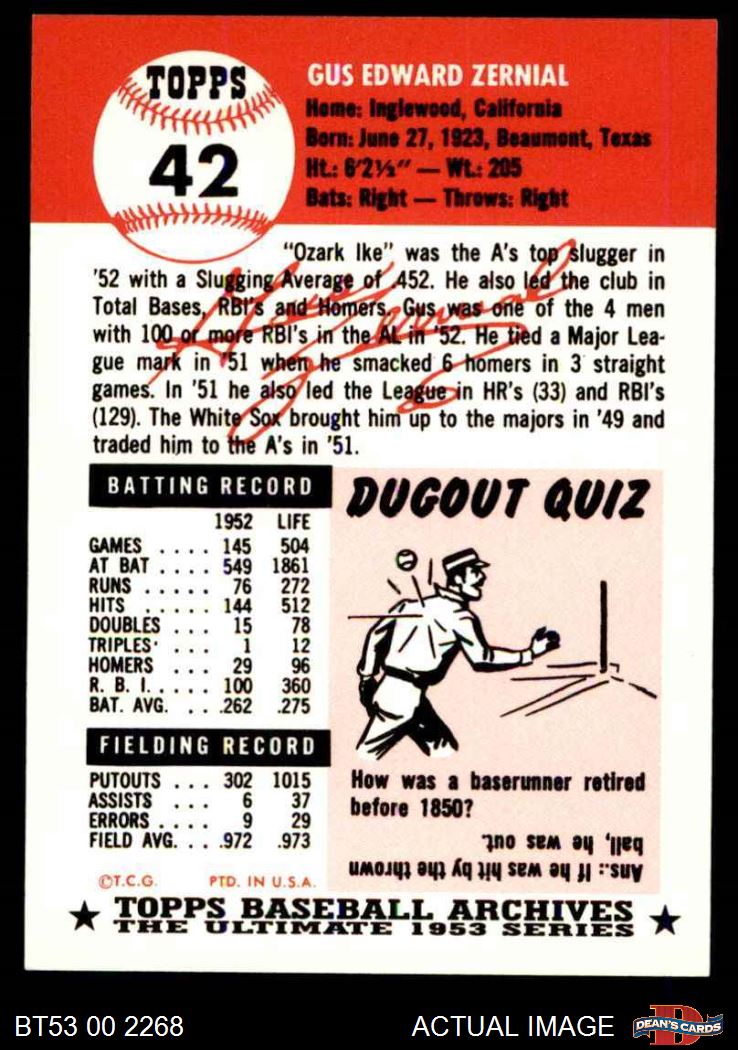 TOPPS
42
GUS EDWARD ZERNIAL
Home: Inglewood, California
Born: June 27, 1923, Beaumont, Texas
Ht.: 6'2½" — Wt.: 205
Bats: Right — Throws: Right
"Ozark Ike" was the A's top slugger in
'52 with a Slugging Average of .452. He also led the club in
Total Bases, RBI's and Homers. Gus was one of the 4 men
with 100 or more RBI's in the AL in '52. He tied a Major Lea-
gue mark in '51 when he smacked 6 homers in 3 straight
games. In '51 he also led the League in HR's (33) and RBI's
(129). The White Sox brought him up to the majors in '49 and
traded him to the A's in '51.
Gus Zernial
BATTING RECORD
1952 LIFE
GAMES .... 145 504
AT BAT .... 549 1861
RUNS ..... 76 272
HITS ..... 144 512
DOUBLES ... 15 78
TRIPLES ... 1 12
HOMERS ... 29 96
R. B. I. .... 100 360
BAT. AVG. ... .262 .275
FIELDING RECORD
PUTOUTS ... 302 1015
ASSISTS ... 6 37
ERRORS .... 9 29
FIELD AVG. ... .972 .973
©T.C.G. PTD. IN U.S.A.
DUGOUT QUIZ
How was a baserunner retired
before 1850?
Ans.: If he was hit by the thrown
ball, he was out.
TOPPS BASEBALL ARCHIVES
THE ULTIMATE 1953 SERIES
BT53 00 2268
ACTUAL IMAGE
D
DEAN'S CARDS